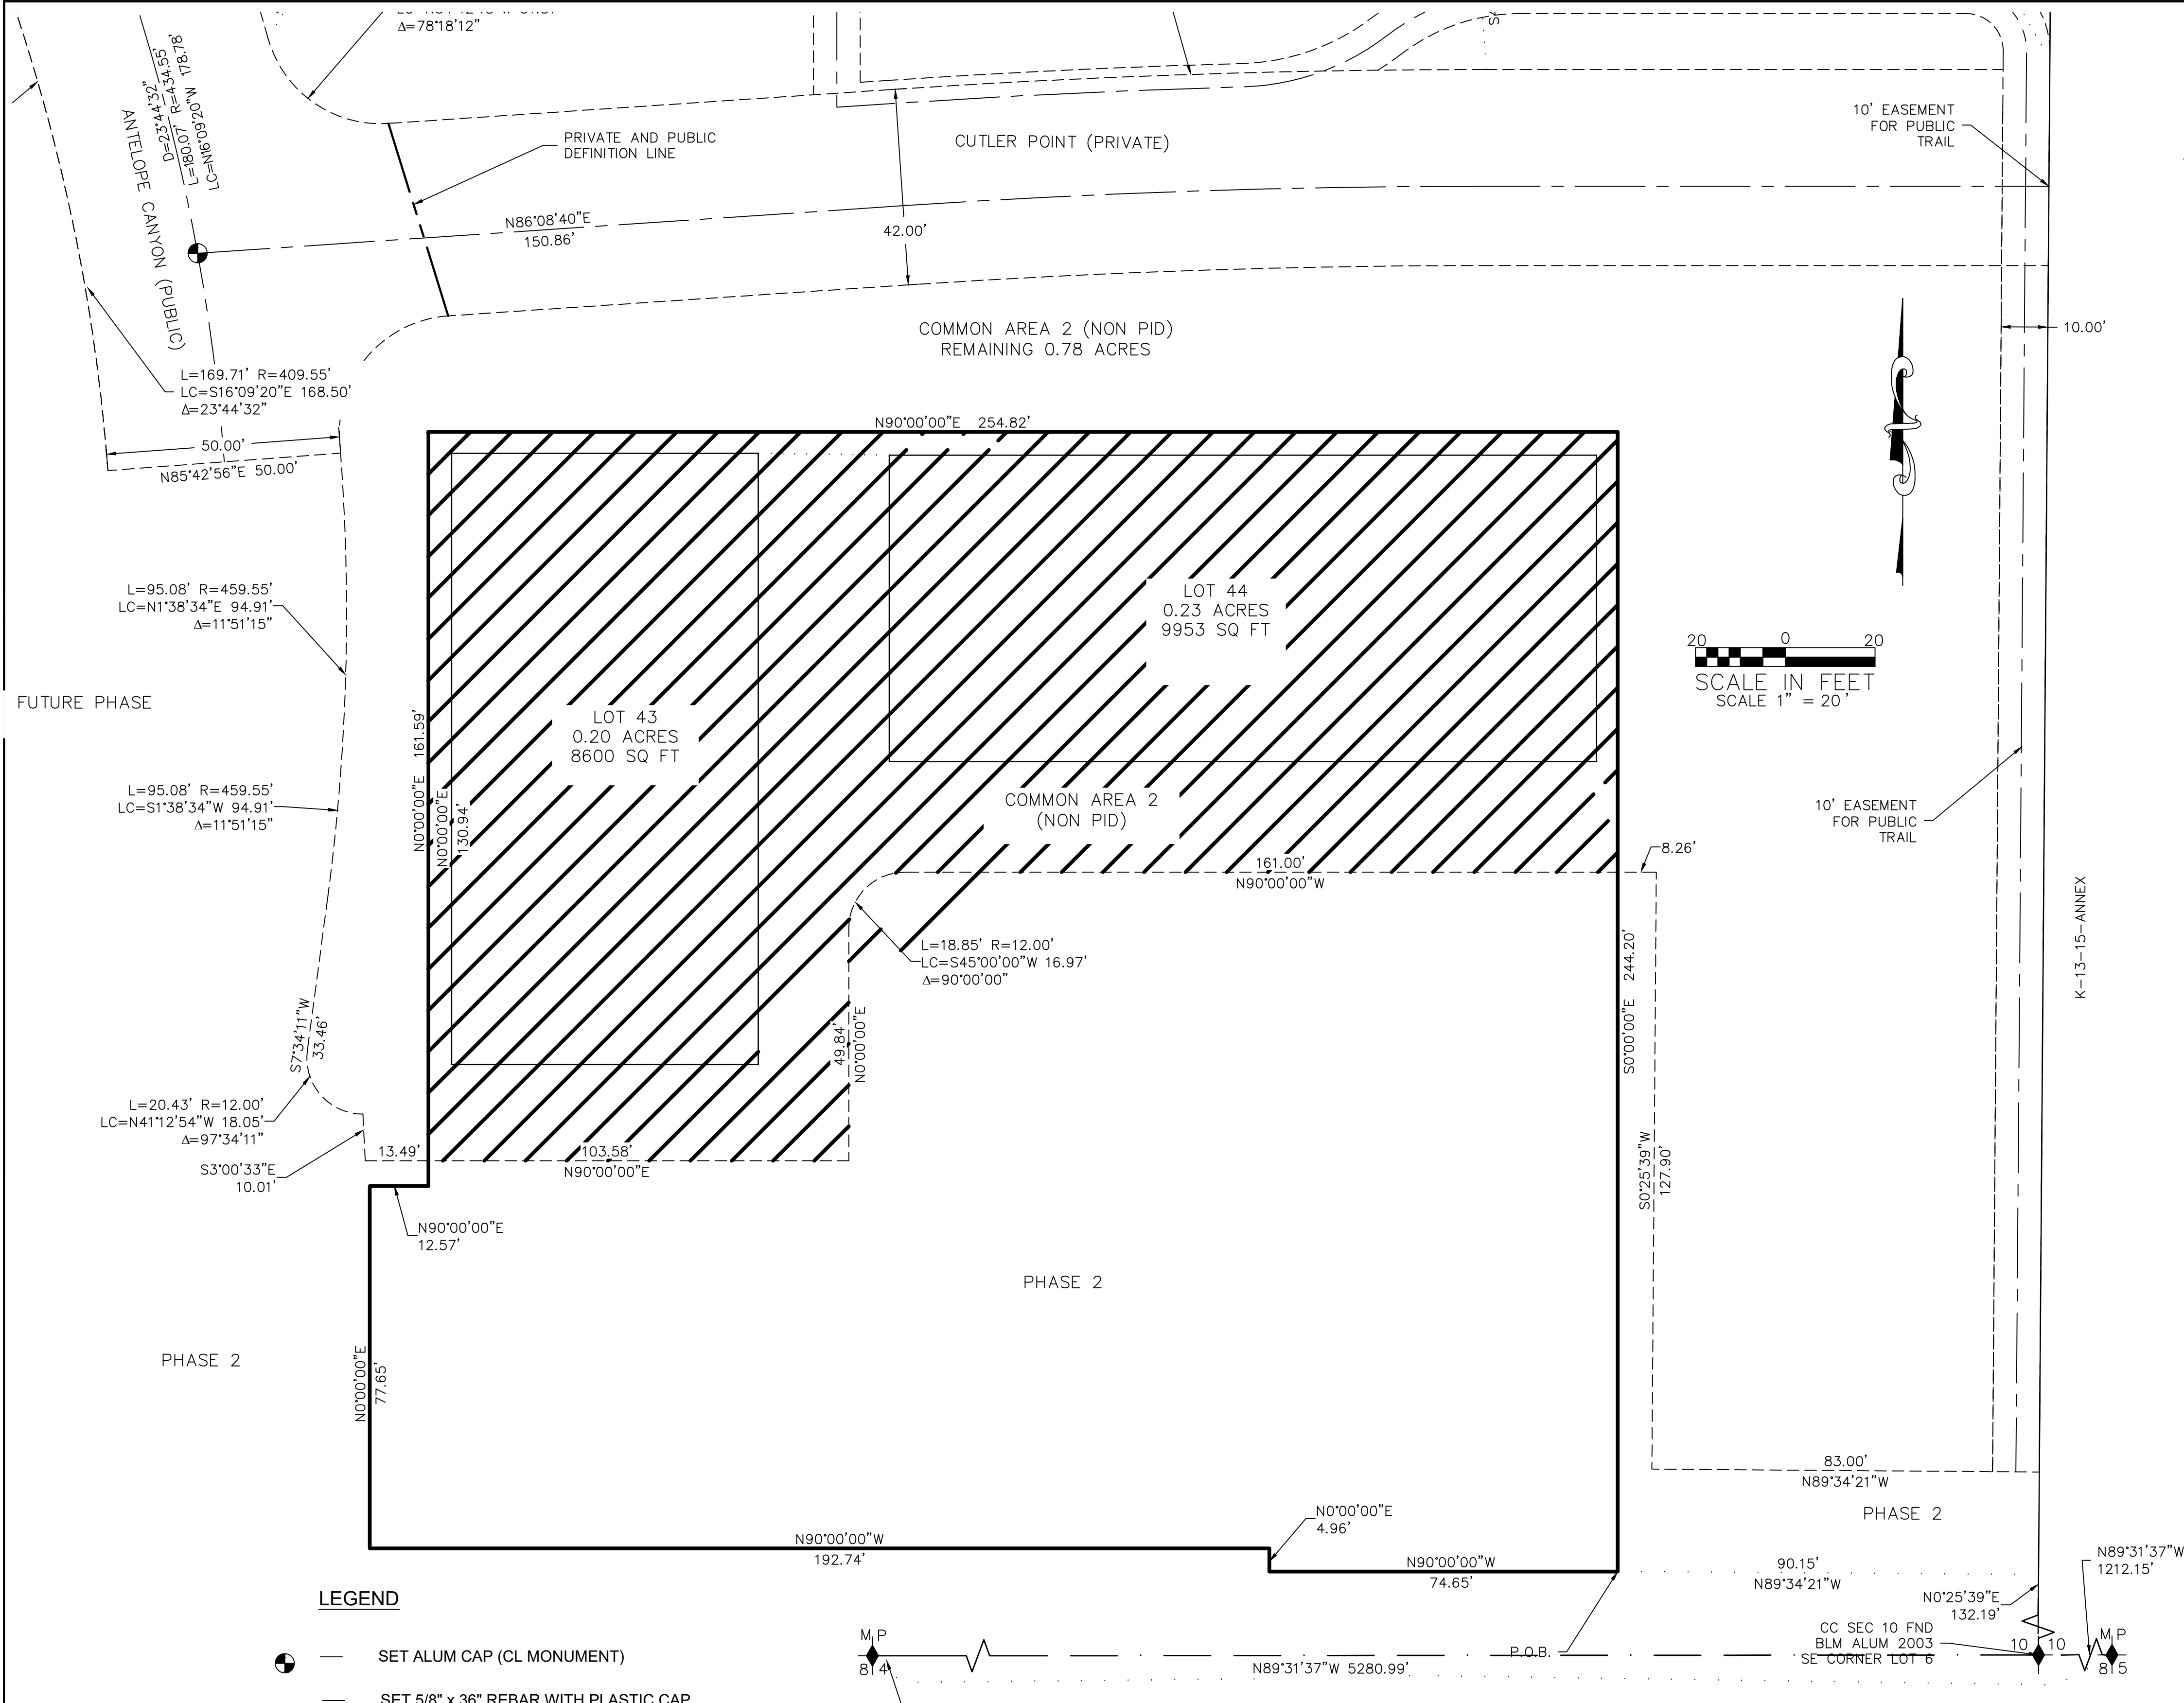 Δ=78°18'12"
D=23°44'32"
L=180.07' R=434.55'
LC=N16°09'20"W 178.78'
ANTELOPE CANYON (PUBLIC)
PRIVATE AND PUBLIC
DEFINITION LINE
CUTLER POINT (PRIVATE)
10' EASEMENT
FOR PUBLIC
TRAIL
N86°08'40"E
150.86'
42.00'
COMMON AREA 2 (NON PID)
REMAINING 0.78 ACRES
10.00'
L=169.71' R=409.55'
LC=S16°09'20"E 168.50'
Δ=23°44'32"
50.00'
N85°42'56"E 50.00'
N90°00'00"E 254.82'
L=95.08' R=459.55'
LC=N1°38'34"E 94.91'
Δ=11°51'15"
LOT 44
0.23 ACRES
9953 SQ FT
20 0 20
SCALE IN FEET
SCALE 1" = 20'
FUTURE PHASE
LOT 43
0.20 ACRES
8600 SQ FT
N0°00'00"E 161.59'
N0°00'00"E
130.94'
L=95.08' R=459.55'
LC=S1°38'34"W 94.91'
Δ=11°51'15"
COMMON AREA 2
(NON PID)
10' EASEMENT
FOR PUBLIC
TRAIL
8.26'
161.00'
N90°00'00"W
K-13-15-ANNEX
L=18.85' R=12.00'
LC=S45°00'00"W 16.97'
Δ=90°00'00"
S0°00'00"E 244.20'
S7°34'11"W
33.46'
49.84'
N0°00'00"E
L=20.43' R=12.00'
LC=N41°12'54"W 18.05'
Δ=97°34'11"
S3°00'33"E
10.01'
13.49'
103.58'
N90°00'00"E
S0°25'39"W
127.90'
N90°00'00"E
12.57'
PHASE 2
PHASE 2
N0°00'00"E
77.65'
83.00'
N89°34'21"W
N0°00'00"E
4.96'
PHASE 2
N90°00'00"W
192.74'
N90°00'00"W
74.65'
90.15'
N89°34'21"W
N89°31'37"W
1212.15'
N0°25'39"E
132.19'
LEGEND
CC SEC 10 FND
BLM ALUM 2003
SE CORNER LOT 6
10 10
M P
8 5
M P
8 4
P.O.B.
N89°31'37"W 5280.99'
SET ALUM CAP (CL MONUMENT)
SET 5/8" x 36" REBAR WITH PLASTIC CAP